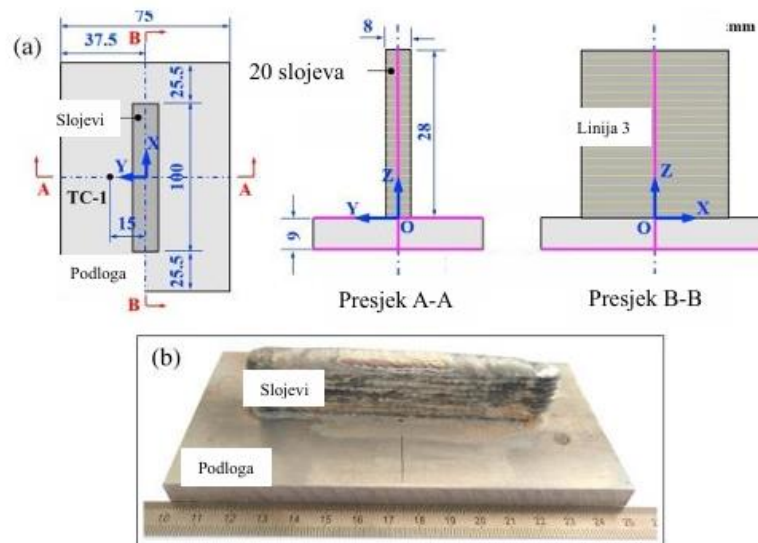 (a)
75
37.5
B
25.5
Slojevi
X
Y
A
A
TC-1
100
15
Podloga
25.5
B
8
20 slojeva
28
Z
Y
O
9
Presjek A-A
:mm
Linija 3
Z
O
X
Presjek B-B
(b)
Slojevi
Podloga
10 11 12 13 14 15 16 17 18 19 20 21 22 23 24 25